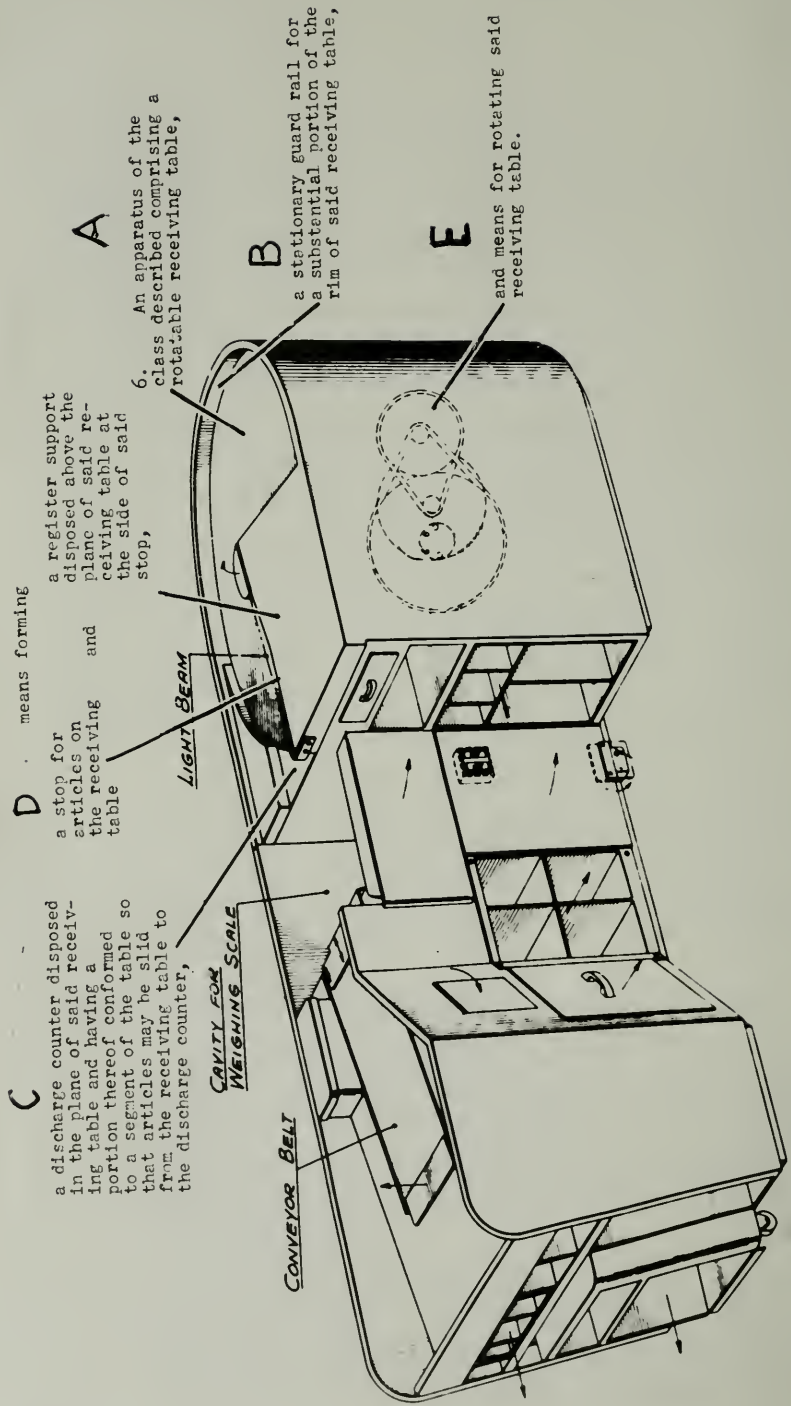 C
a discharge counter disposed
in the plane of said receiv-
ing table and having a
portion thereof conformed
to a segment of the table so
that articles may be slid
from the receiving table to
the discharge counter,
D . means forming
a stop for
articles on
the receiving and
table
a register support
disposed above the
plane of said re-
ceiving table at
the side of said
stop,
A
6. An apparatus of the
class described comprising a
rotatable receiving table,
B
a stationary guard rail for
a substantial portion of the
rim of said receiving table,
E
and means for rotating said
receiving table.
LIGHT BEAM
CAVITY FOR
WEIGHING SCALE
CONVEYOR BELT